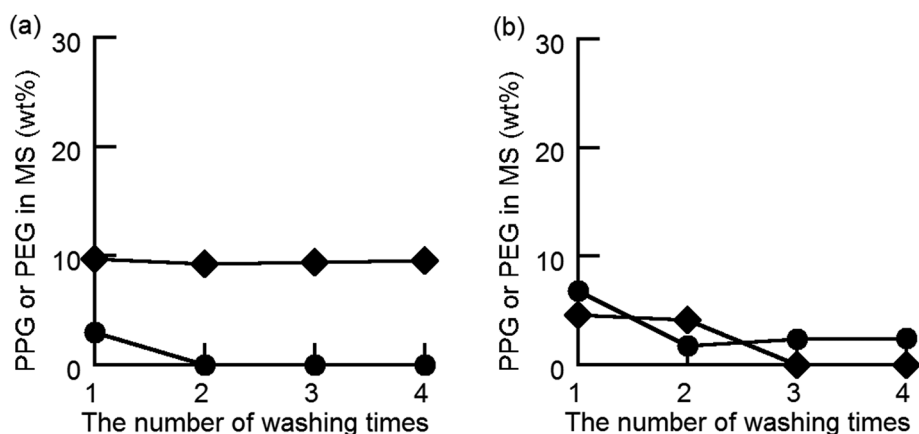 (a)
PPG or PEG in MS (wt%)
30
20
10
0
1 2 3 4
The number of washing times
(b)
PPG or PEG in MS (wt%)
30
20
10
0
1 2 3 4
The number of washing times